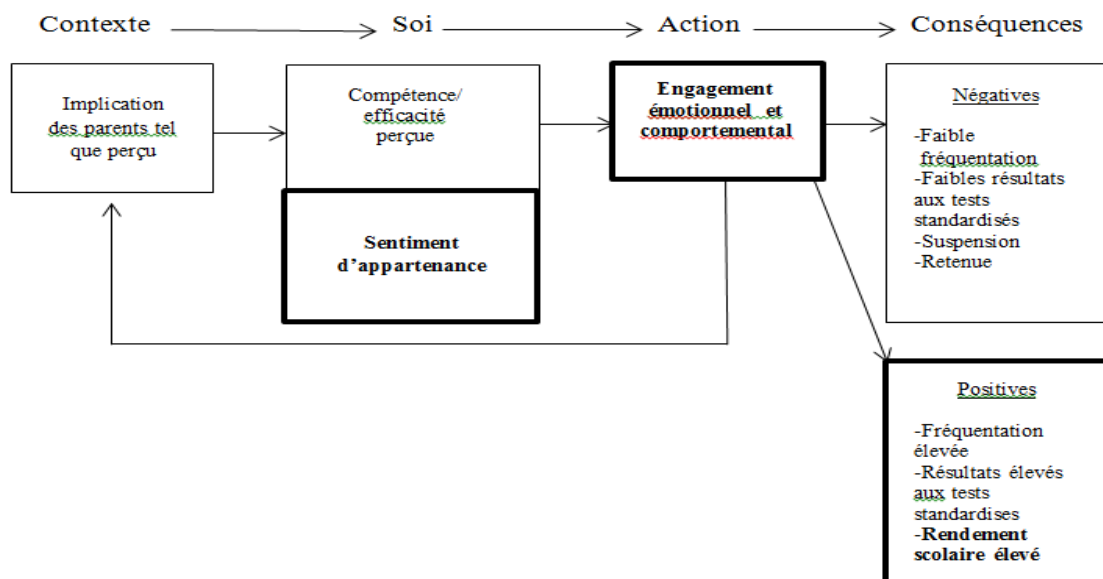 Contexte
Soi
Action
Conséquences
Implication
des parents tel
que perçu
Compétence/
efficacité
perçue
Sentiment
d’appartenance
Engagement
émotionnel et
comportemental
Négatives
-Faible
fréquentation
-Faibles résultats
aux tests
standardisés
-Suspension
-Retenue
Positives
-Fréquentation
élevée
-Résultats élevés
aux tests
standardises
-Rendement
scolaire élevé